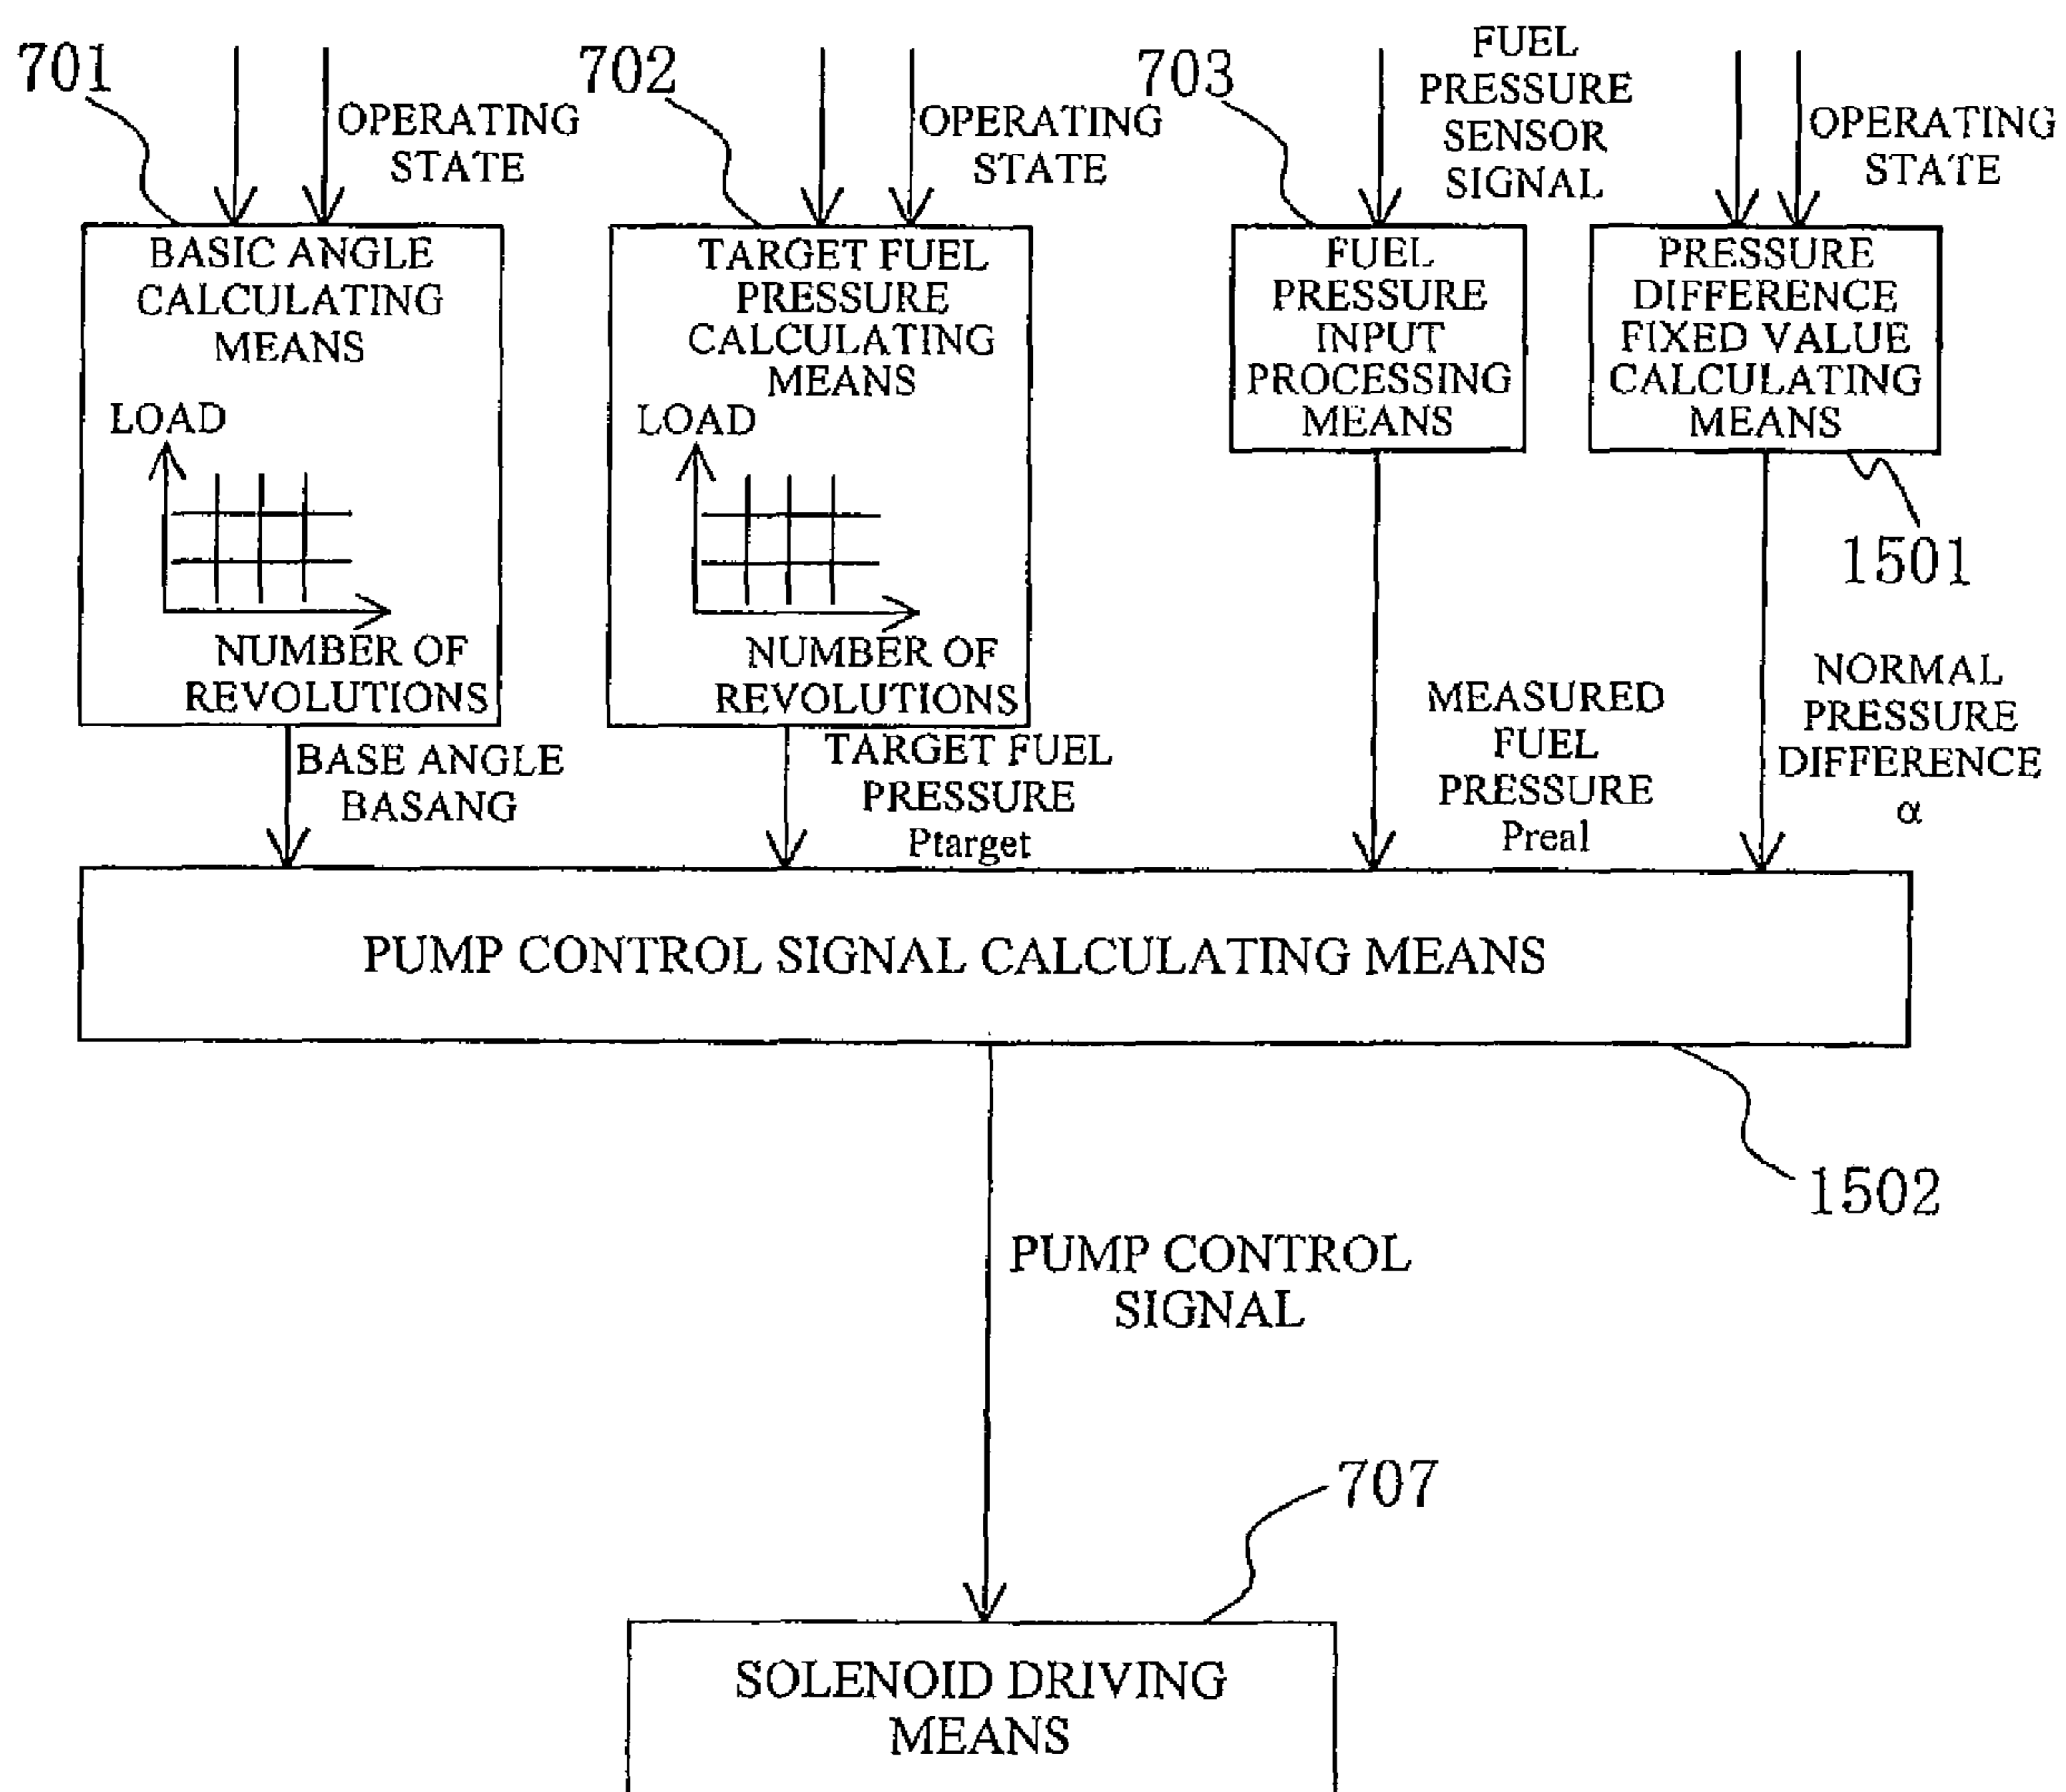 701
OPERATING
STATE
702
OPERATING
STATE
703
FUEL
PRESSURE
SENSOR
SIGNAL
OPERATING
STATE
BASIC ANGLE
CALCULATING
MEANS
LOAD
NUMBER OF
REVOLUTIONS
TARGET FUEL
PRESSURE
CALCULATING
MEANS
LOAD
NUMBER OF
REVOLUTIONS
FUEL
PRESSURE
INPUT
PROCESSING
MEANS
PRESSURE
DIFFERENCE
FIXED VALUE
CALCULATING
MEANS
1501
BASE ANGLE
BASANG
TARGET FUEL
PRESSURE
Ptarget
MEASURED
FUEL
PRESSURE
Preal
NORMAL
PRESSURE
DIFFERENCE
α
PUMP CONTROL SIGNAL CALCULATING MEANS
1502
PUMP CONTROL
SIGNAL
707
SOLENOID DRIVING
MEANS